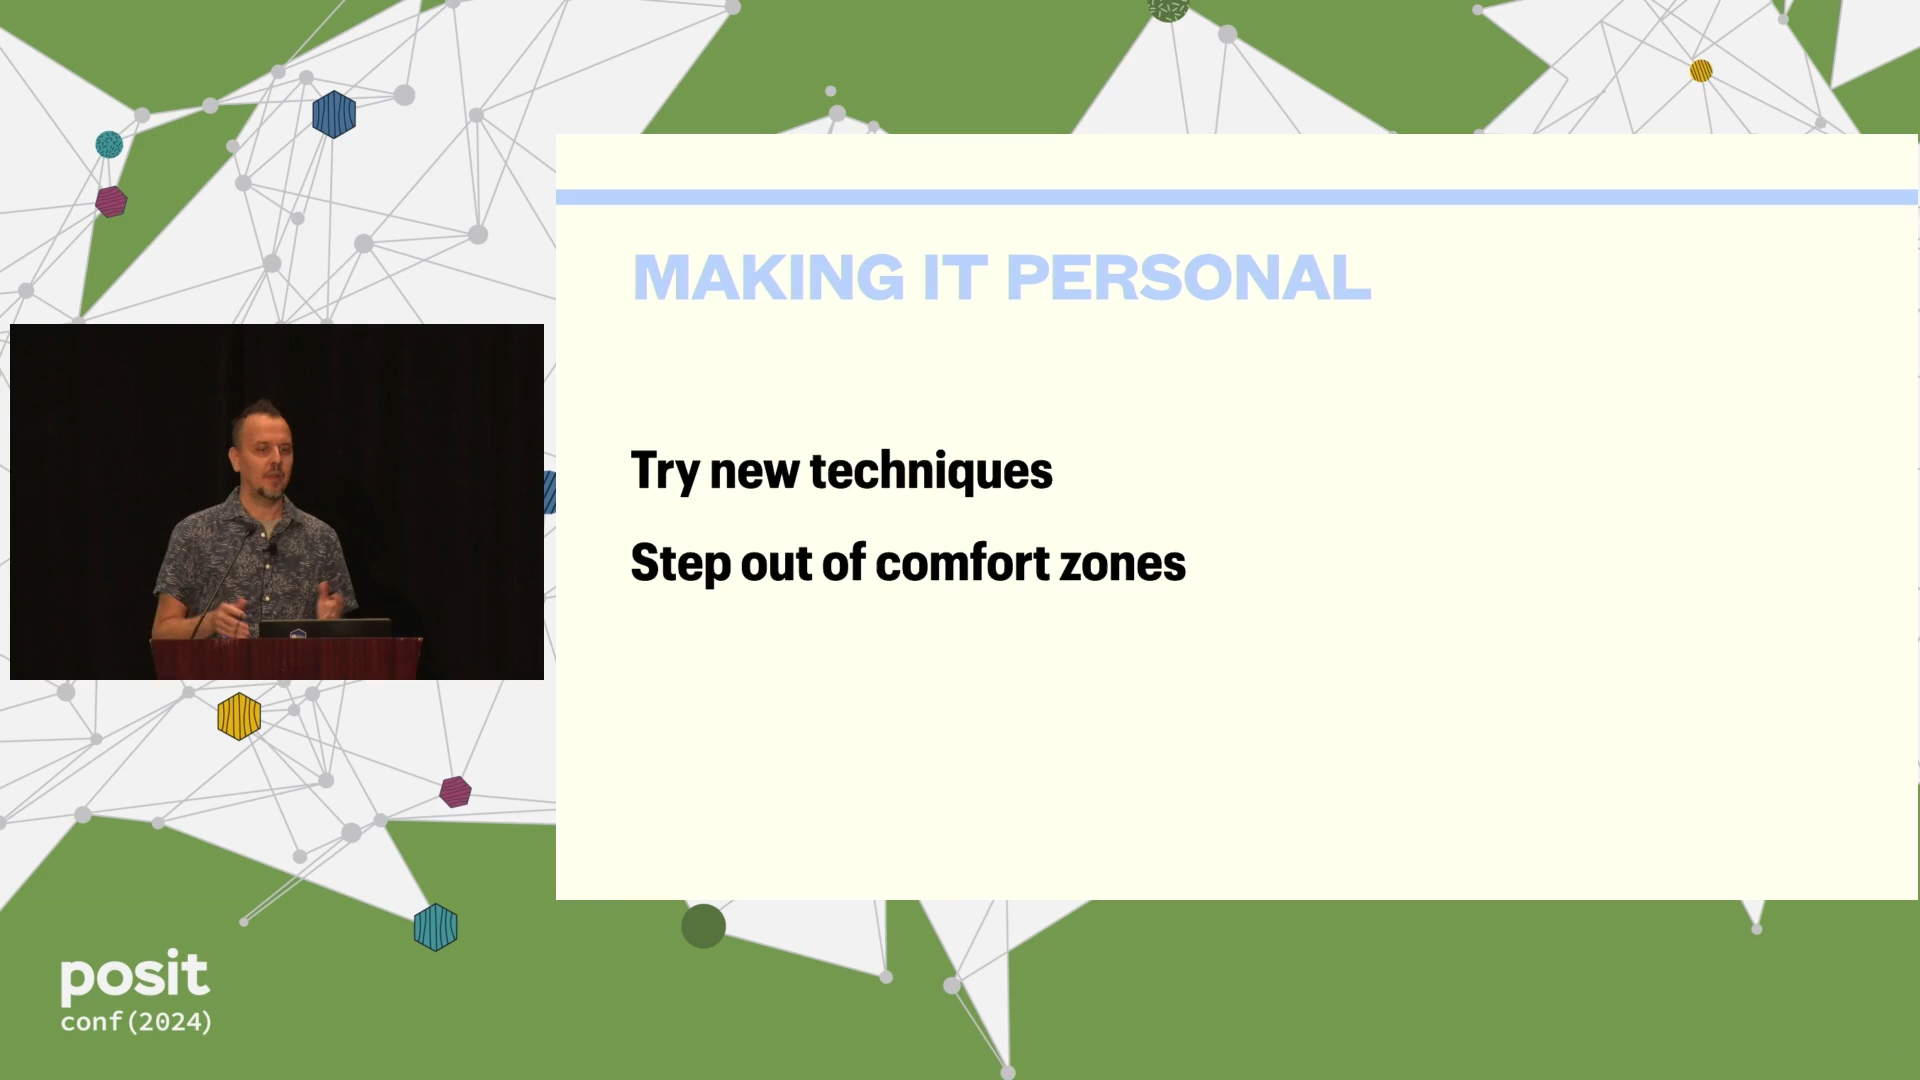 MAKING IT PERSONAL
Try new techniques
Step out of comfort zones
posit
conf(2024)